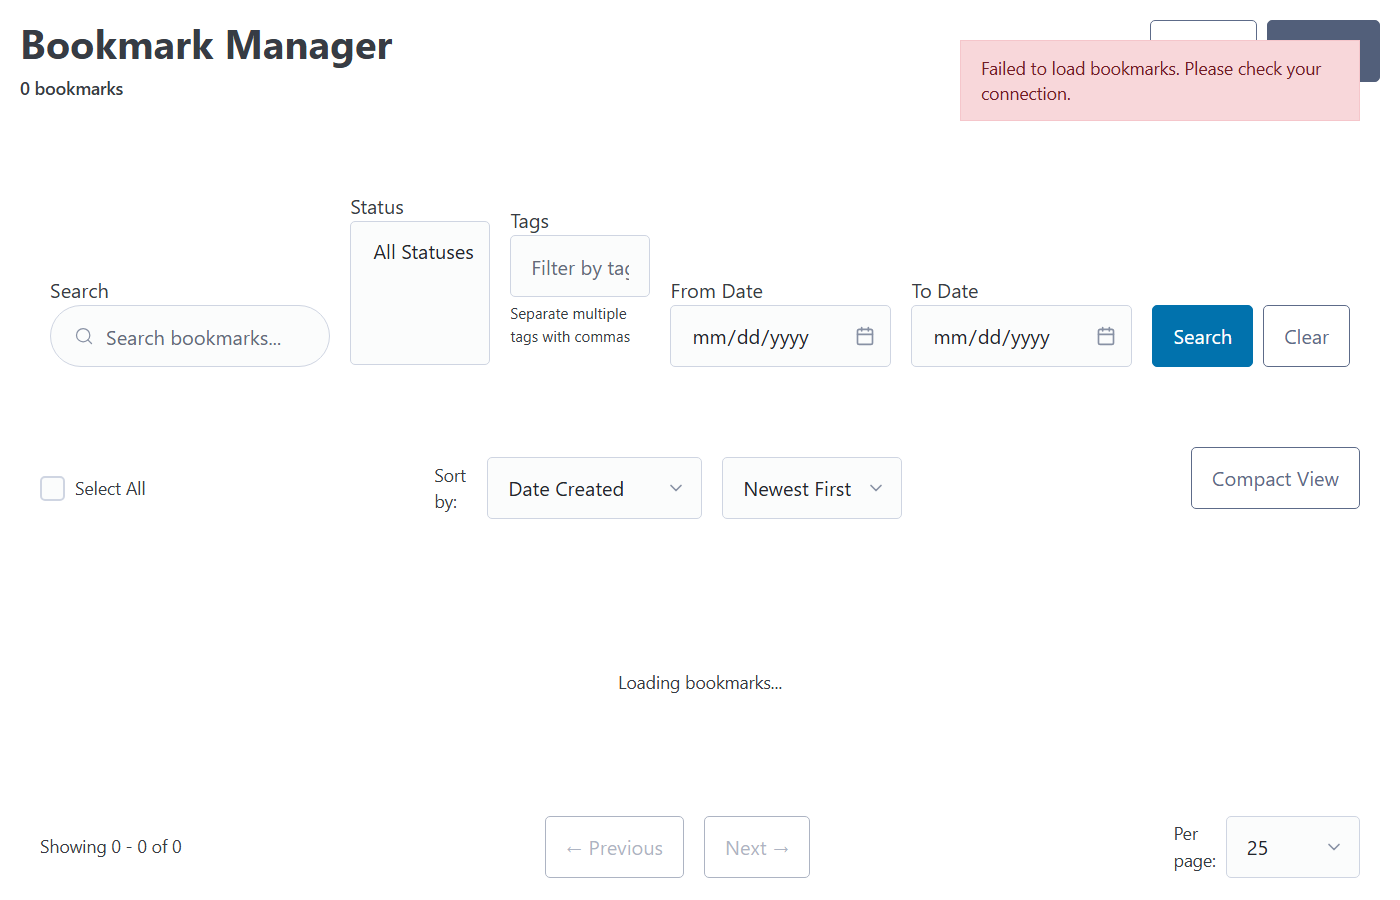 Bookmark Manager
0 bookmarks
Failed to load bookmarks. Please check your
connection.
Search
Search bookmarks...
Status
All Statuses
Tags
Filter by tag
Separate multiple
tags with commas
From Date
mm/dd/yyyy
To Date
mm/dd/yyyy
Search
Clear
Select All
Sort
by:
Date Created
Newest First
Compact View
Loading bookmarks...
Showing 0 - 0 of 0
← Previous
Next →
Per
page:
25